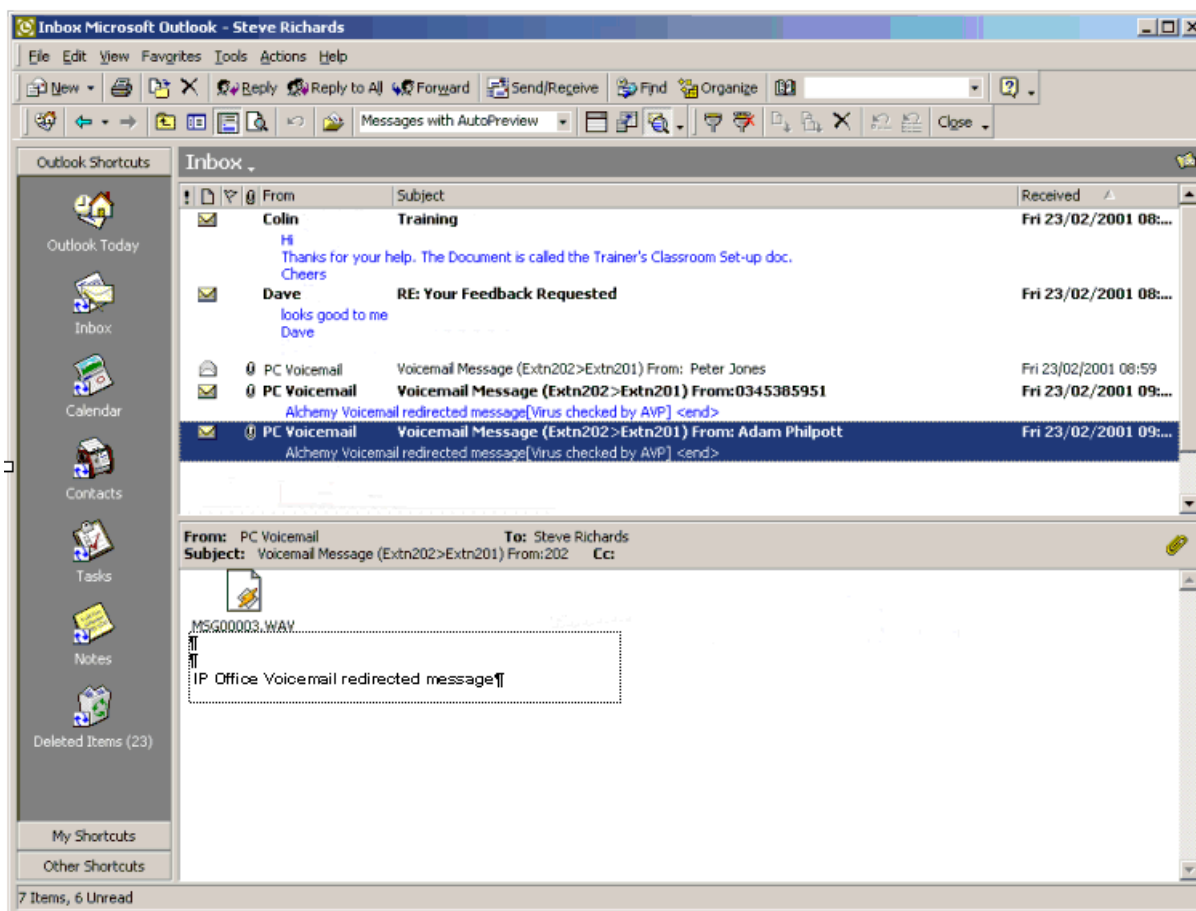 Inbox Microsoft Outlook - Steve Richards
File Edit View Favorites Tools Actions Help
New Reply Reply to All Forward Send/Receive Find Organize
Messages with AutoPreview Close
Outlook Shortcuts
Inbox
From Subject Received
Colin Training Fri 23/02/2001 08:...
Hi
Thanks for your help. The Document is called the Trainer's Classroom Set-up doc.
Cheers
Dave RE: Your Feedback Requested Fri 23/02/2001 08:...
looks good to me
Dave
PC Voicemail Voicemail Message (Extn202>Extn201) From: Peter Jones Fri 23/02/2001 08:59
PC Voicemail Voicemail Message (Extn202>Extn201) From:0345385951 Fri 23/02/2001 09:...
Alchemy Voicemail redirected message[Virus checked by AVP] <end>
PC Voicemail Voicemail Message (Extn202>Extn201) From: Adam Philpott Fri 23/02/2001 09:...
Alchemy Voicemail redirected message[Virus checked by AVP] <end>
From: PC Voicemail To: Steve Richards
Subject: Voicemail Message (Extn202>Extn201) From:202 Cc:
MSG00003.WAV
¶
¶
IP Office Voicemail redirected message¶
Outlook Today
Inbox
Calendar
Contacts
Tasks
Notes
Deleted Items (23)
My Shortcuts
Other Shortcuts
7 Items, 6 Unread